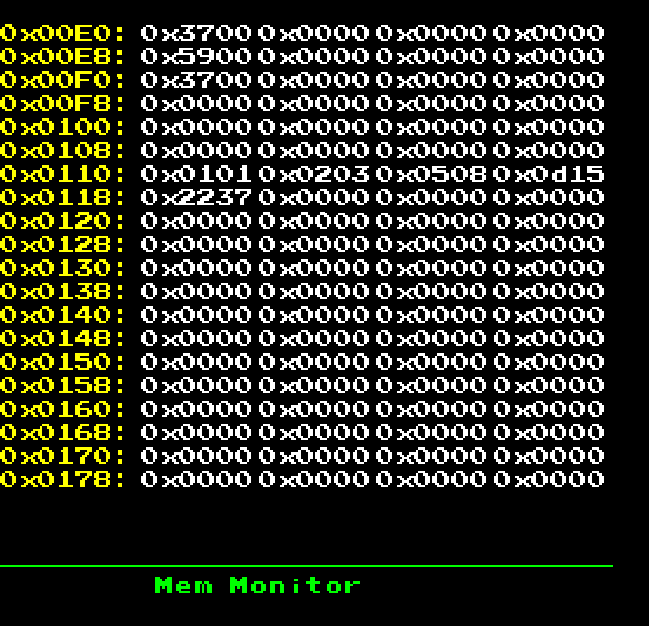 0x00E0: 0x3700 0x0000 0x0000 0x0000
0x00E8: 0x5900 0x0000 0x0000 0x0000
0x00F0: 0x3700 0x0000 0x0000 0x0000
0x00F8: 0x0000 0x0000 0x0000 0x0000
0x0100: 0x0000 0x0000 0x0000 0x0000
0x0108: 0x0000 0x0000 0x0000 0x0000
0x0110: 0x0101 0x0203 0x0508 0x0d15
0x0118: 0x2237 0x0000 0x0000 0x0000
0x0120: 0x0000 0x0000 0x0000 0x0000
0x0128: 0x0000 0x0000 0x0000 0x0000
0x0130: 0x0000 0x0000 0x0000 0x0000
0x0138: 0x0000 0x0000 0x0000 0x0000
0x0140: 0x0000 0x0000 0x0000 0x0000
0x0148: 0x0000 0x0000 0x0000 0x0000
0x0150: 0x0000 0x0000 0x0000 0x0000
0x0158: 0x0000 0x0000 0x0000 0x0000
0x0160: 0x0000 0x0000 0x0000 0x0000
0x0168: 0x0000 0x0000 0x0000 0x0000
0x0170: 0x0000 0x0000 0x0000 0x0000
0x0178: 0x0000 0x0000 0x0000 0x0000
Mem Monitor